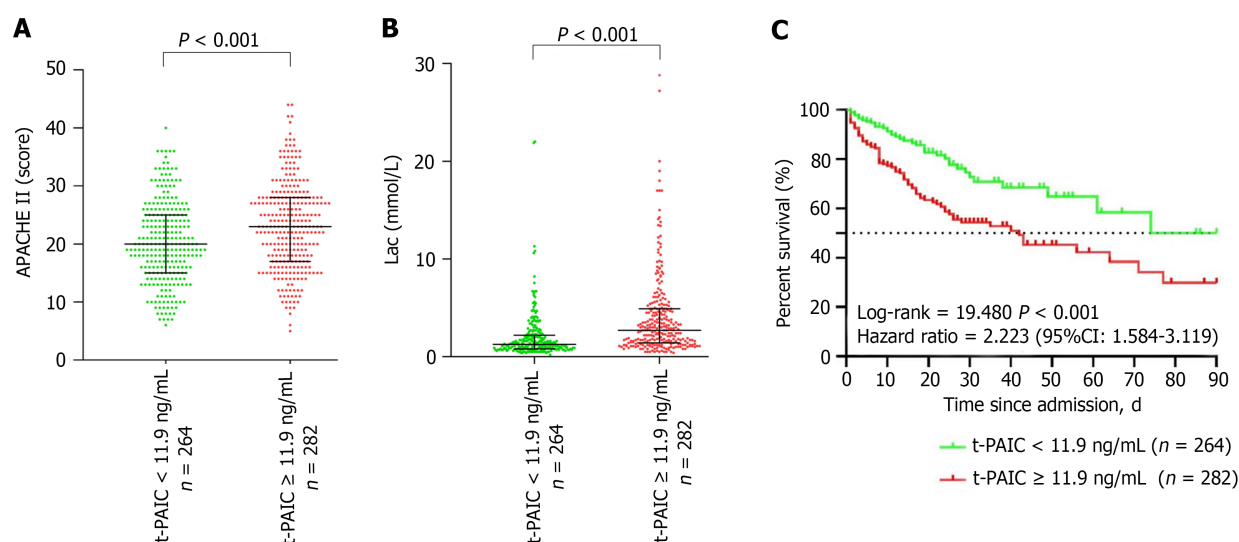 A
P < 0.001
APACHE II (score)
50
40
30
20
10
0
t-PAIC < 11.9 ng/mL
n = 264
t-PAIC ≥ 11.9 ng/mL
n = 282
B
P < 0.001
Lac (mmol/L)
30
20
10
0
t-PAIC < 11.9 ng/mL
n = 264
t-PAIC ≥ 11.9 ng/mL
n = 282
C
Percent survival (%)
100
80
60
40
20
0
Log-rank = 19.480 P < 0.001
Hazard ratio = 2.223 (95%CI: 1.584-3.119)
0 10 20 30 40 50 60 70 80 90
Time since admission, d
t-PAIC < 11.9 ng/mL (n = 264)
t-PAIC ≥ 11.9 ng/mL (n = 282)